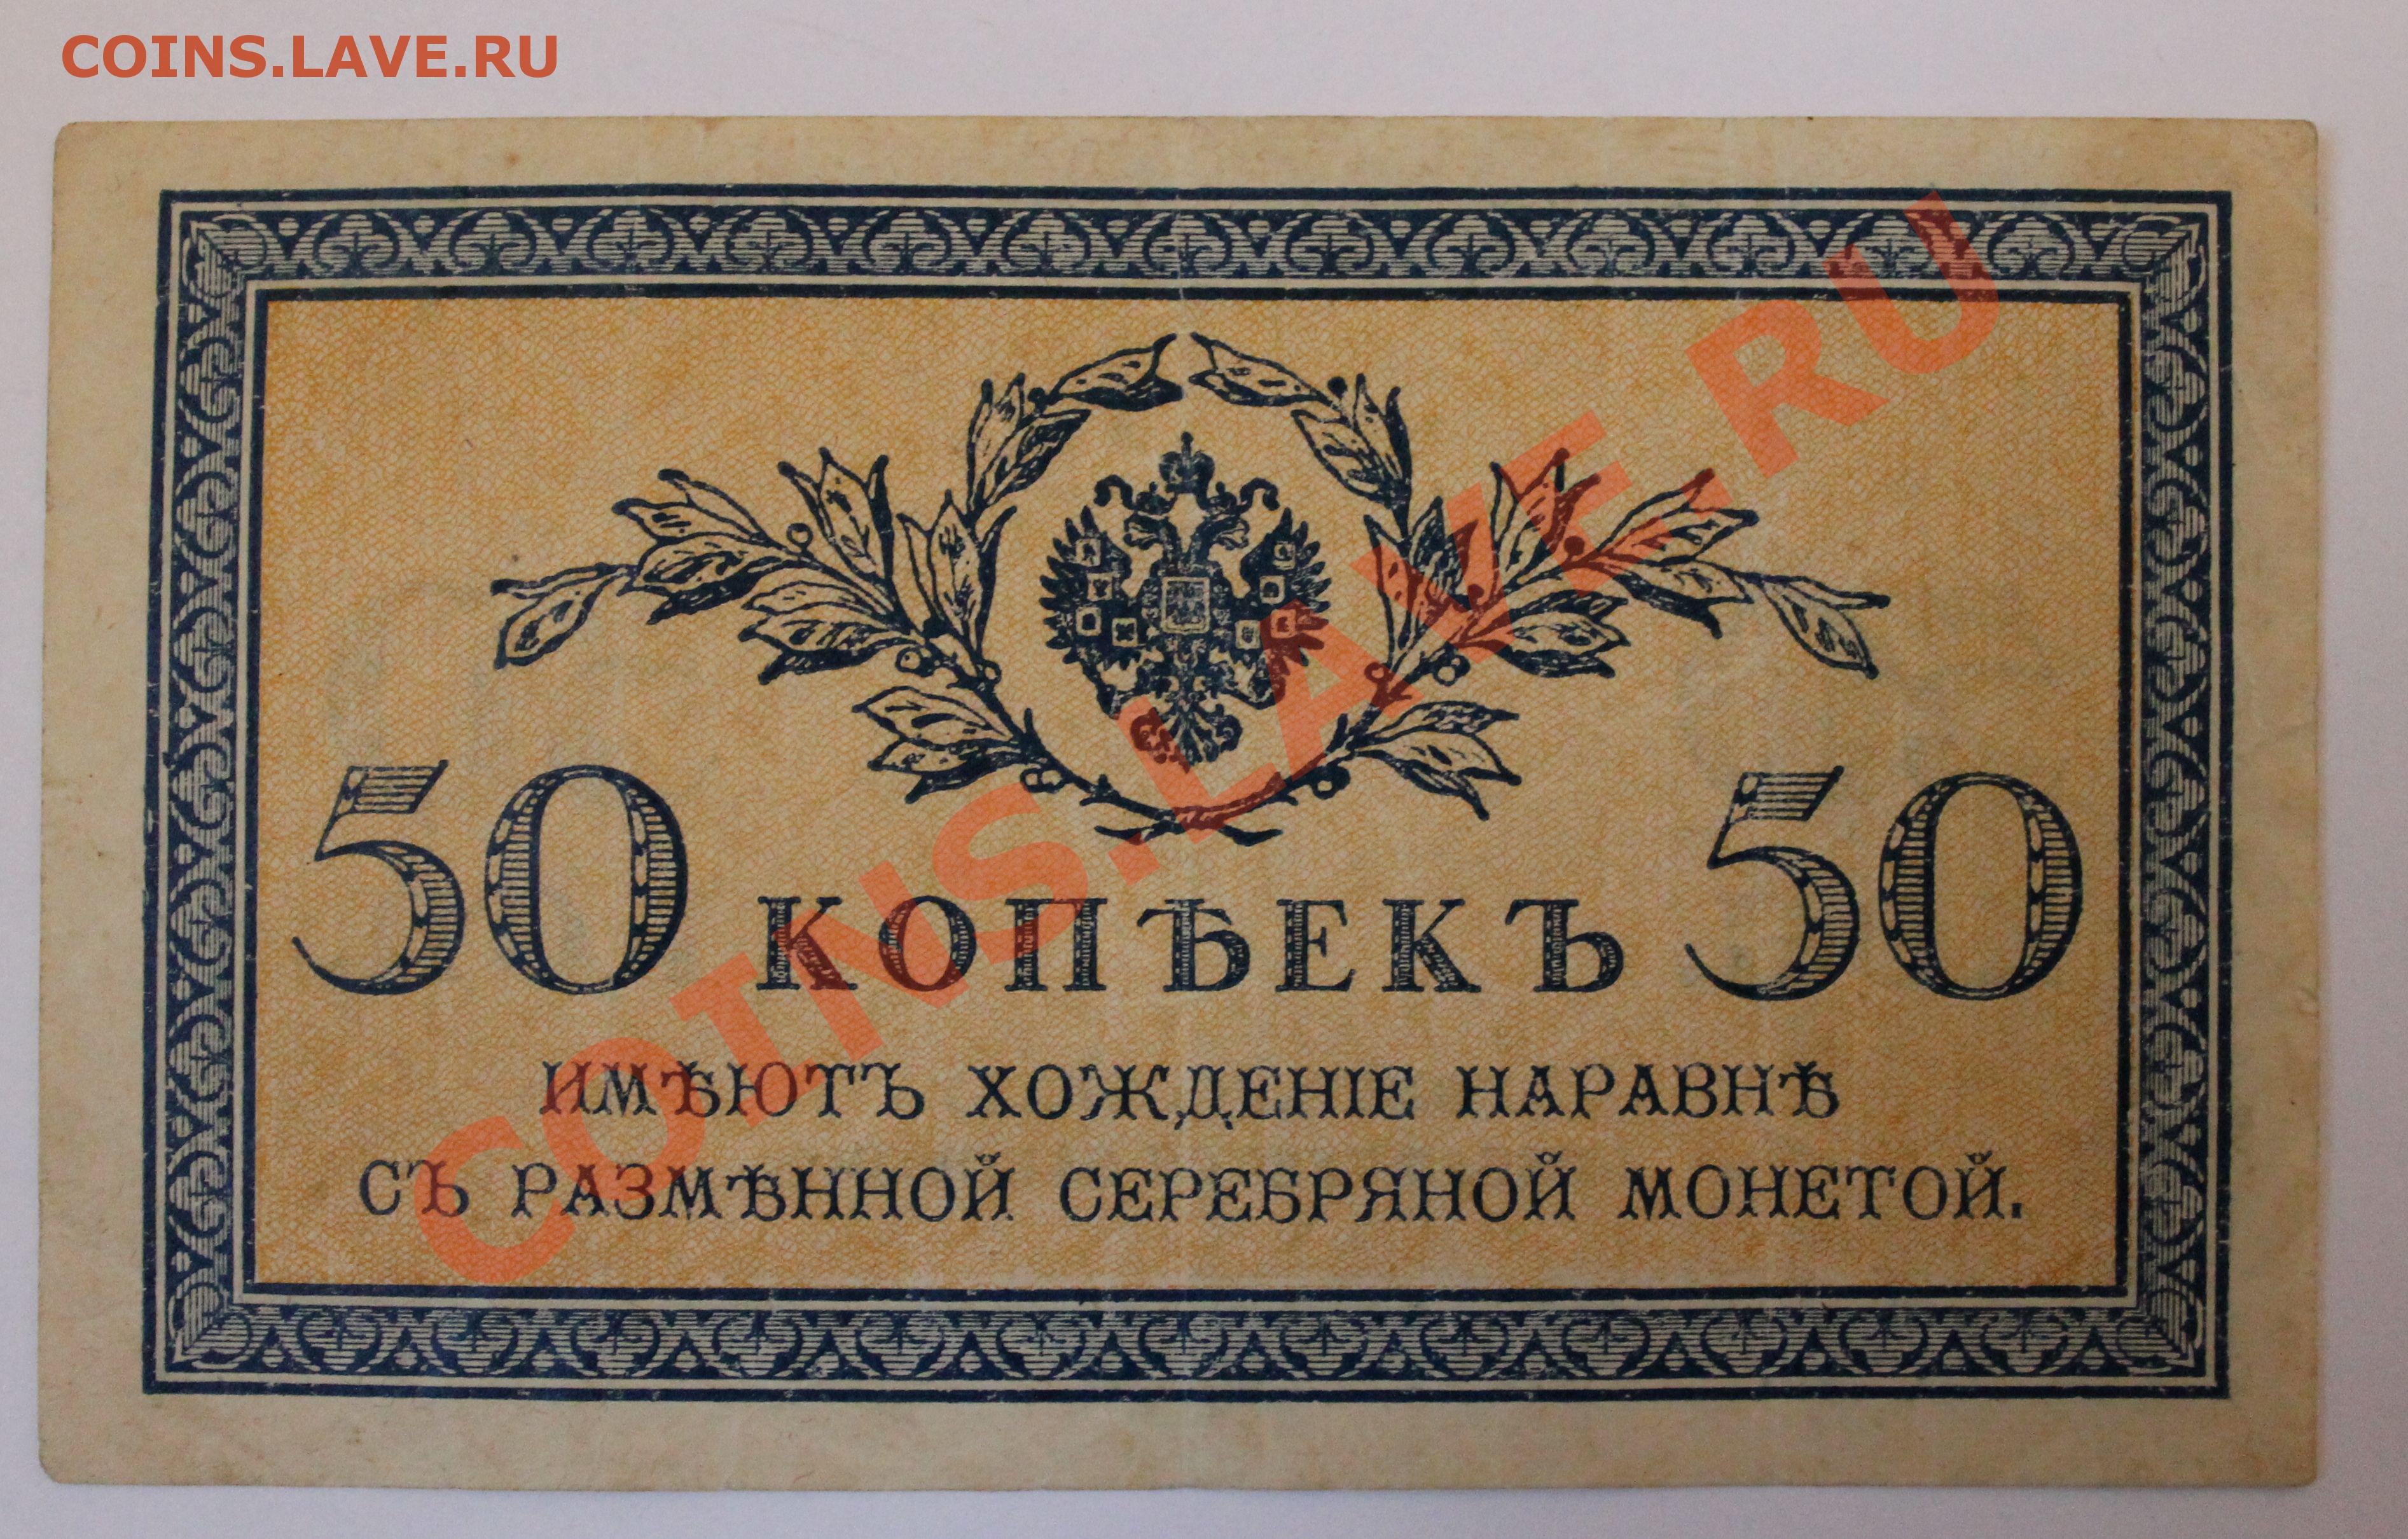 COINS.LAVE.RU
COINS.LAVE.RU
50 КОПѢЕКЪ 50
ИМѢЮТЪ ХОЖДЕНІЕ НАРАВНѢ
СЪ РАЗМѢННОЙ СЕРЕБРЯНОЙ МОНЕТОЙ.